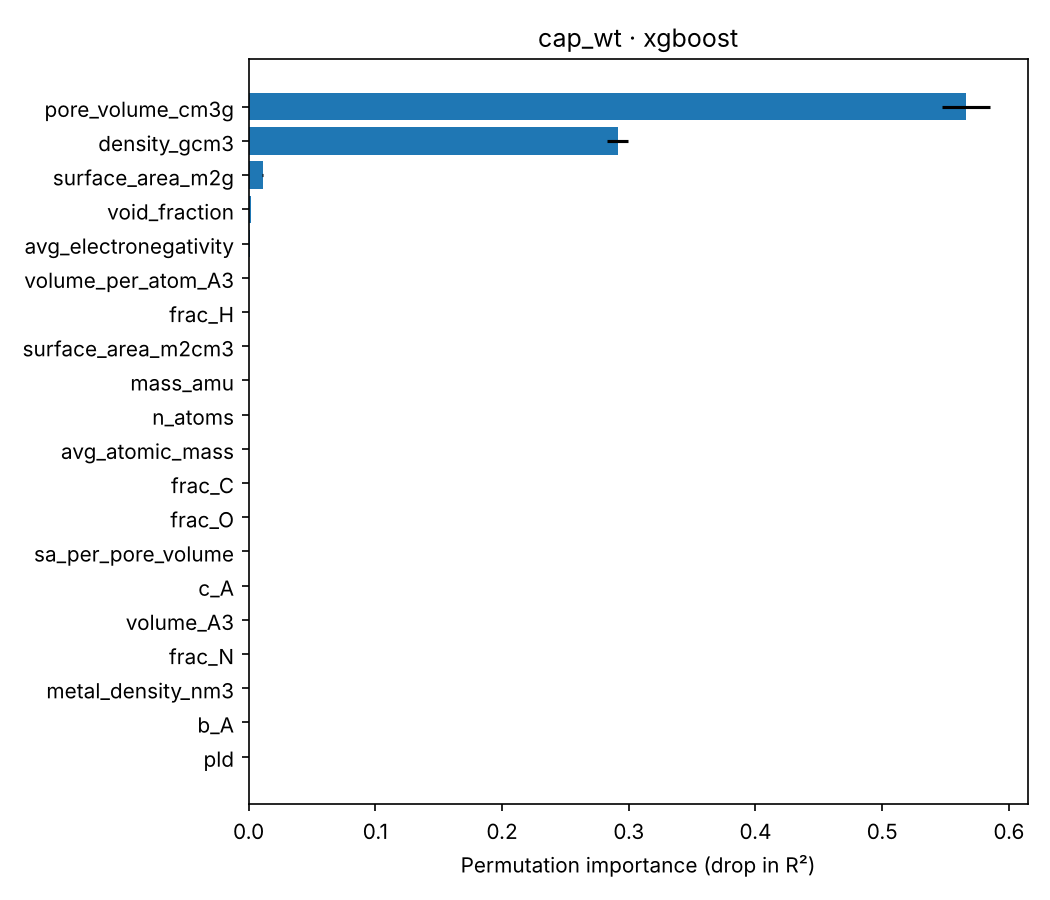 cap_wt · xgboost
pore_volume_cm3g
density_gcm3
surface_area_m2g
void_fraction
avg_electronegativity
volume_per_atom_A3
frac_H
surface_area_m2cm3
mass_amu
n_atoms
avg_atomic_mass
frac_C
frac_O
sa_per_pore_volume
c_A
volume_A3
frac_N
metal_density_nm3
b_A
pld
0.0 0.1 0.2 0.3 0.4 0.5 0.6
Permutation importance (drop in R²)